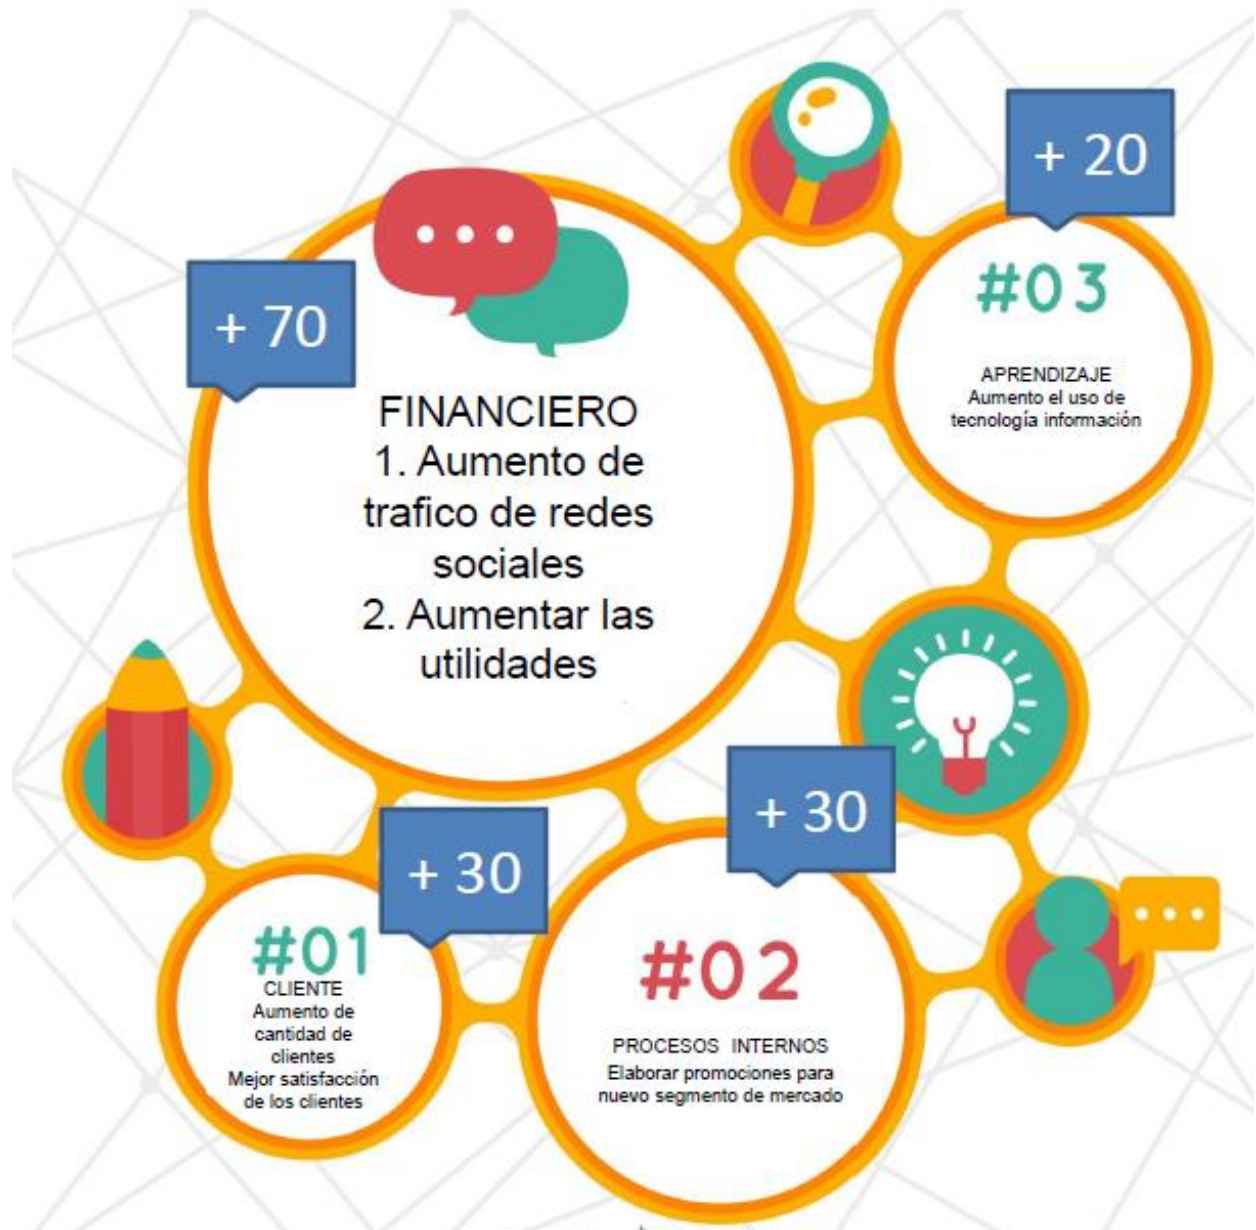 + 70
FINANCIERO
1. Aumento de
trafico de redes
sociales
2. Aumentar las
utilidades
+ 20
#03
APRENDIZAJE
Aumento el uso de
tecnología información
+ 30
#01
CLIENTE
Aumento de
cantidad de
clientes
Mejor satisfacción
de los clientes
+ 30
#02
PROCESOS INTERNOS
Elaborar promociones para
nuevo segmento de mercado